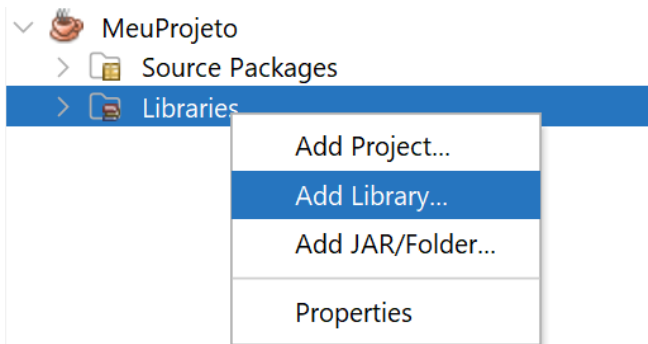 MeuProjeto
Source Packages
Libraries
Add Project...
Add Library...
Add JAR/Folder...
Properties